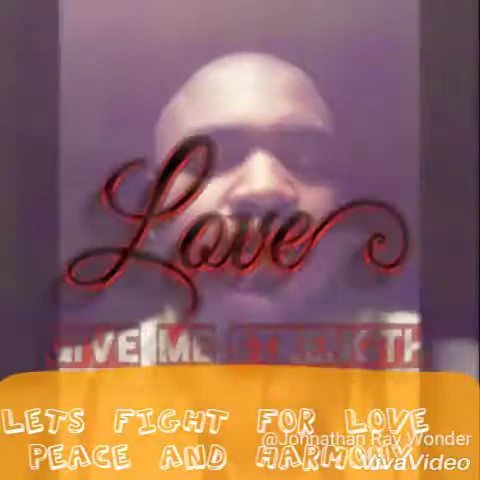 Love
GIVE ME STRENGTH
LETS FIGHT FOR LOVE
@Johnathan Ray Wonder
PEACE AND HARMONY
VivaVideo